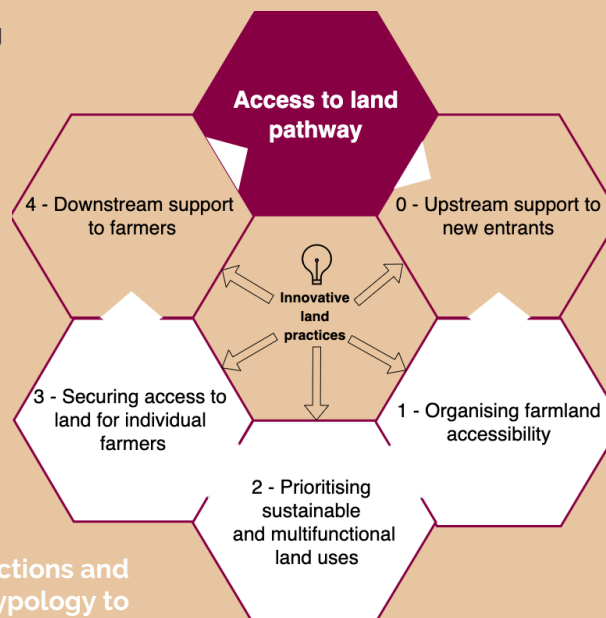 Access to land
pathway
4 - Downstream support
to farmers
0 - Upstream support to
new entrants
Innovative
land
practices
3 - Securing access to
land for individual
farmers
1 - Organising farmland
accessibility
2 - Prioritising
sustainable
and multifunctional
land uses
ctions and
ypology to